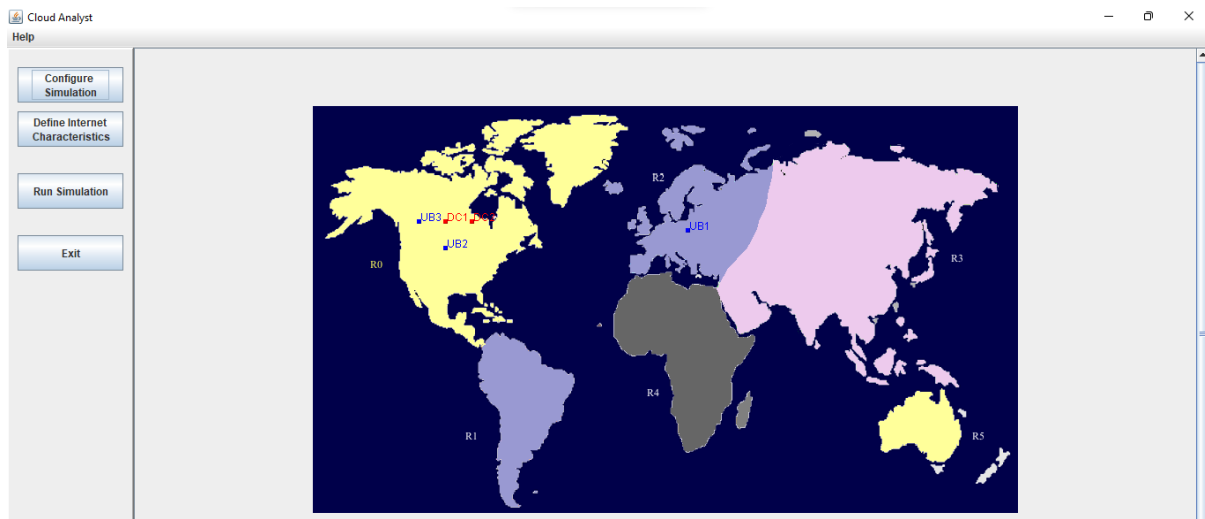 Cloud Analyst
Help
Configure
Simulation
Define Internet
Characteristics
Run Simulation
Exit
R2
UB3
DC1
UB1
UB2
R0
R3
R4
R1
R5